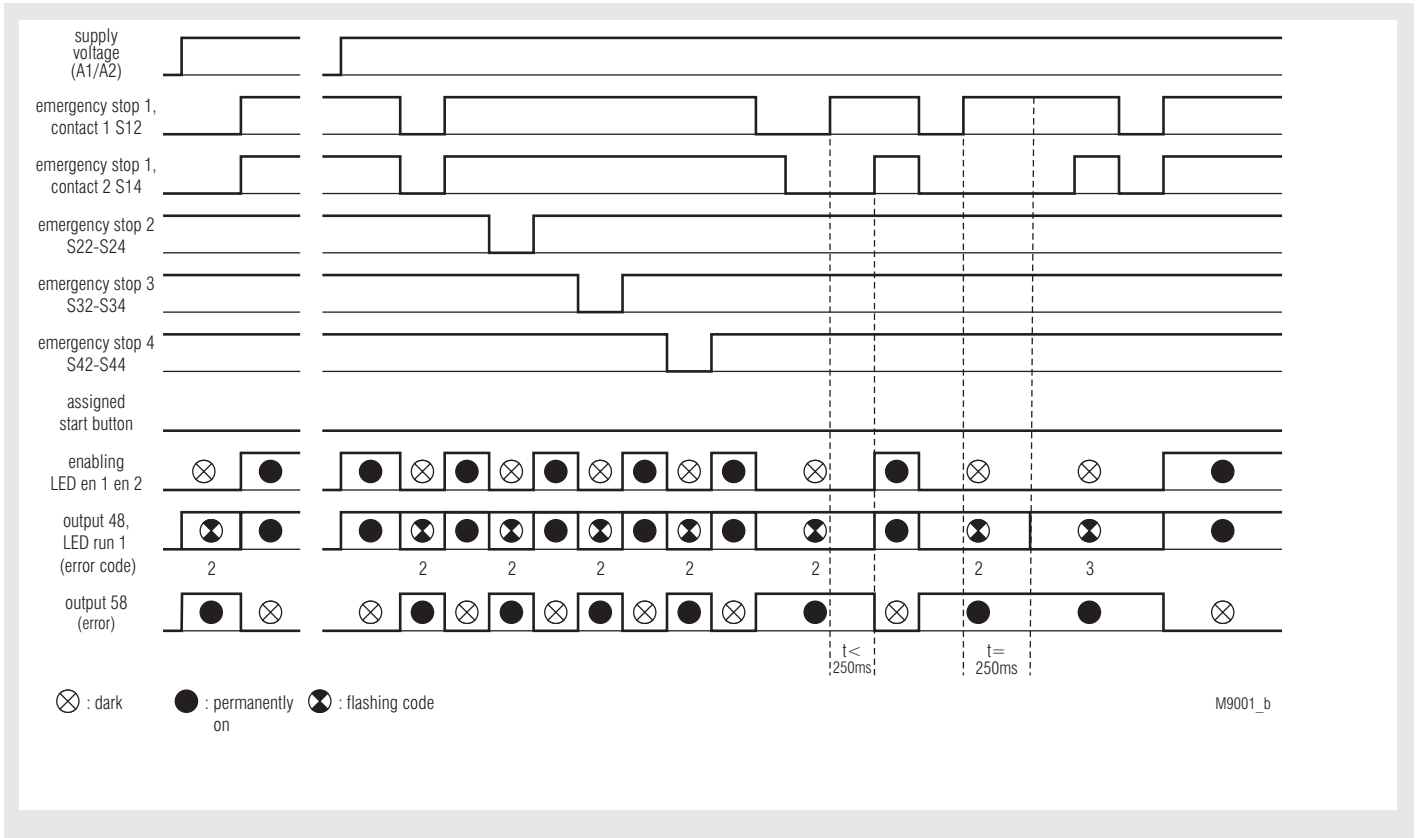 supply
voltage
(A1/A2)
emergency stop 1,
contact 1 S12
emergency stop 1,
contact 2 S14
emergency stop 2
S22-S24
emergency stop 3
S32-S34
emergency stop 4
S42-S44
assigned
start button
enabling
LED en 1 en 2
output 48,
LED run 1
(error code)
2 2 2 2 2 2 2 3
output 58
(error)
t<
250ms
t=
250ms
: dark
: permanently
on
: flashing code
M9001_b